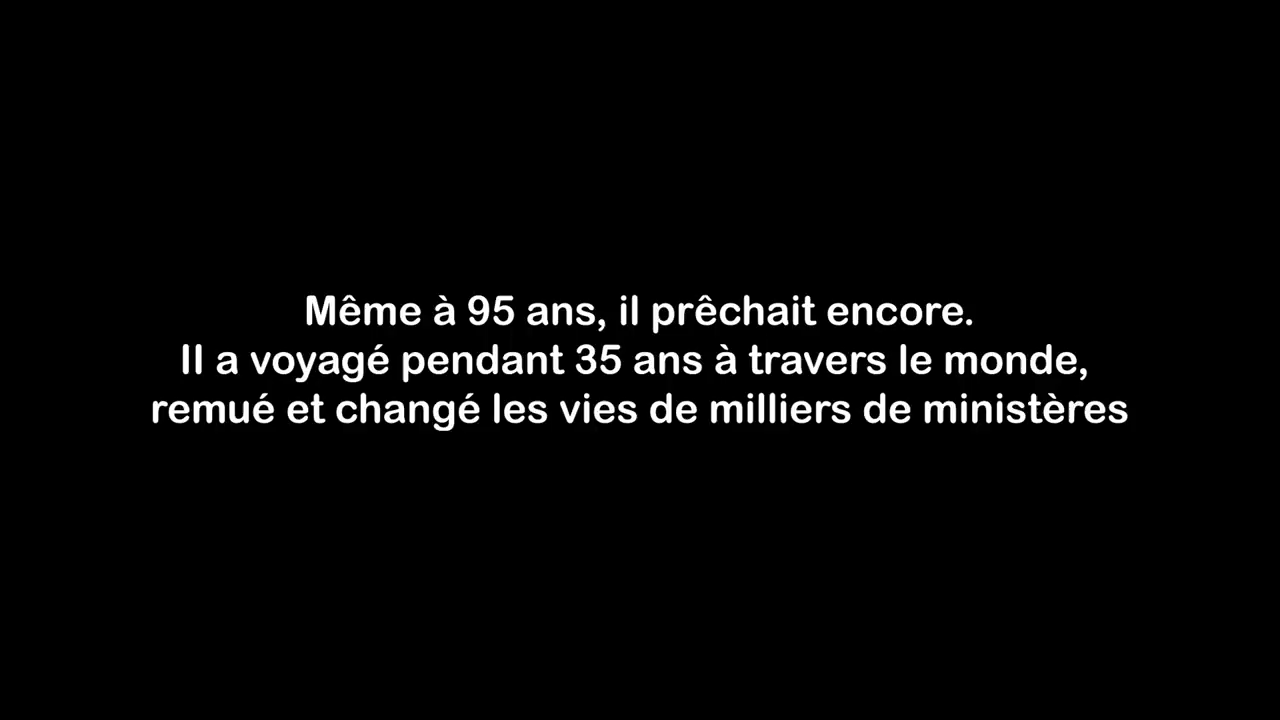 Même à 95 ans, il prêchait encore.
Il a voyagé pendant 35 ans à travers le monde,
remué et changé les vies de milliers de ministères